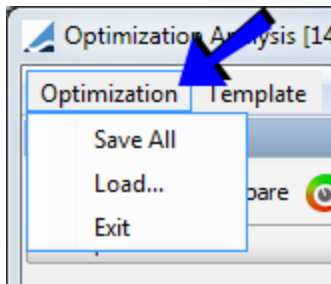 Optimization Analysis [14
Optimization Template
Save All
Load...
pare
Exit